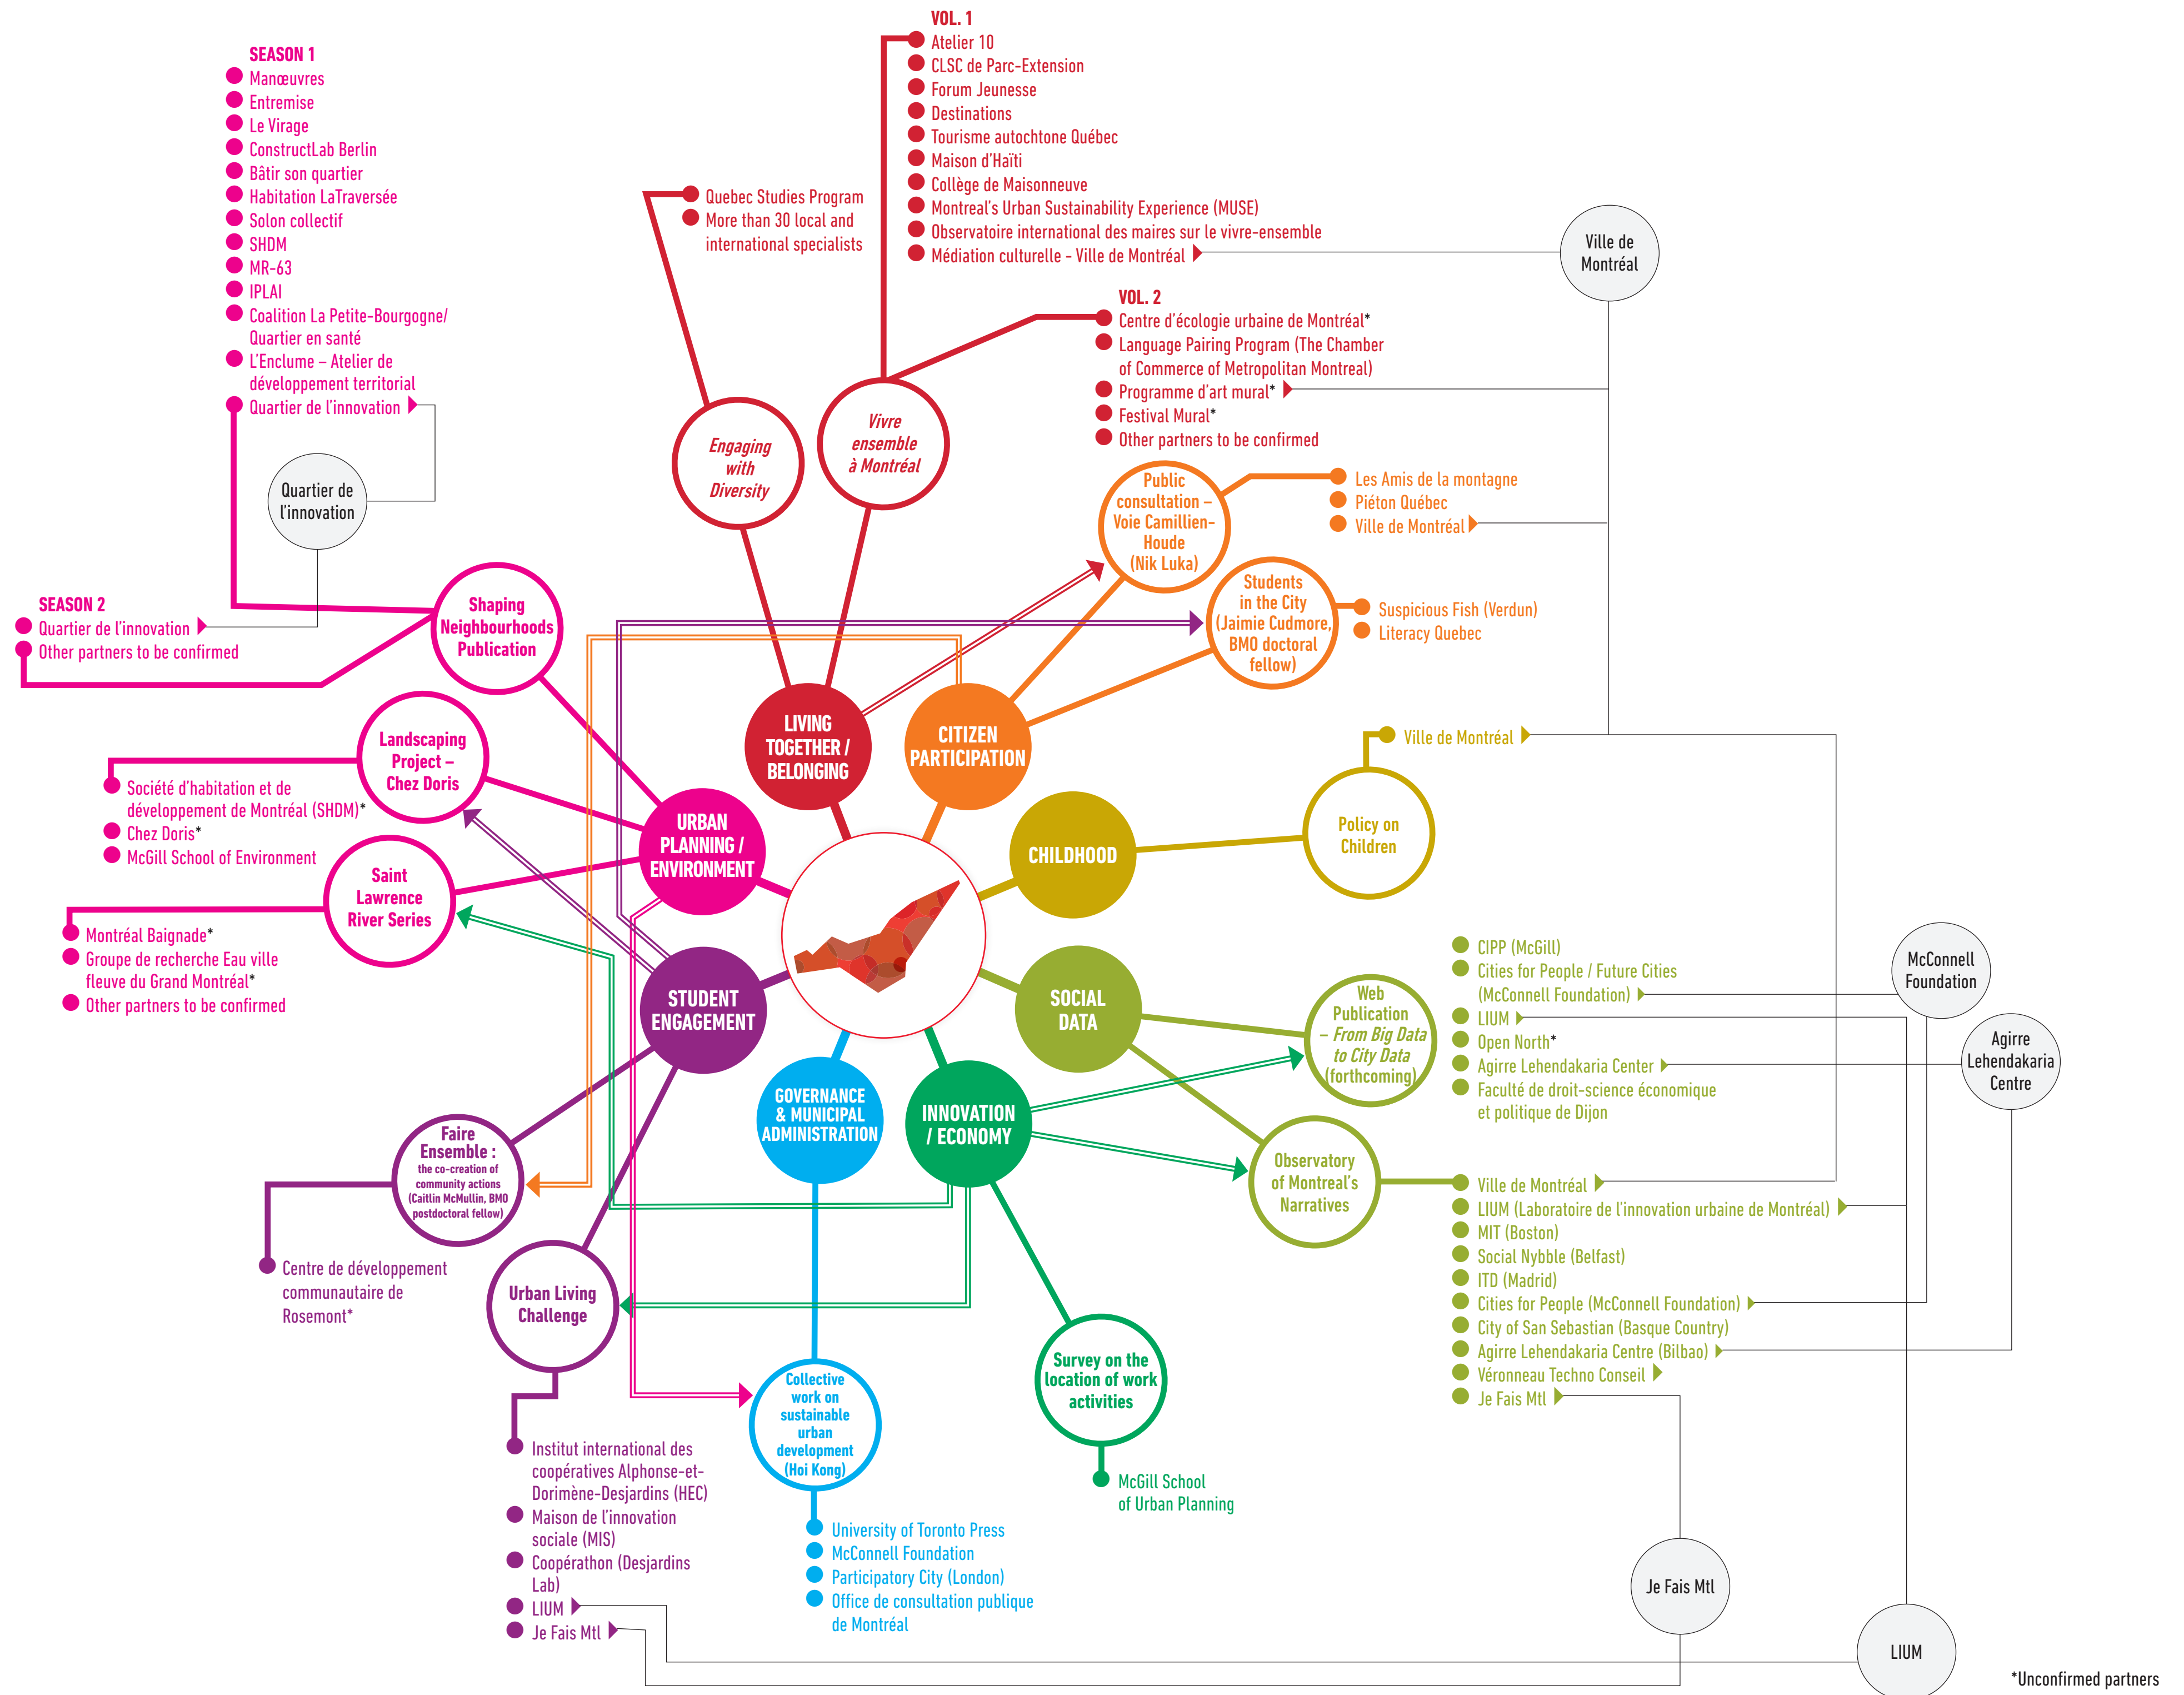 SEASON 1
Manœuvres
Entremise
Le Virage
ConstructLab Berlin
Bâtir son quartier
Habitation LaTraversée
Solon collectif
SHDM
MR-63
IPLAI
Coalition La Petite-Bourgogne/
Quartier en santé
L'Enclume – Atelier de
développement territorial
Quartier de l'innovation
Quartier de
l'innovation
SEASON 2
Quartier de l'innovation
Other partners to be confirmed
Shaping
Neighbourhoods
Publication
Landscaping
Project –
Chez Doris
Société d'habitation et de
développement de Montréal (SHDM)*
Chez Doris*
McGill School of Environment
Saint
Lawrence
River Series
Montréal Baignade*
Groupe de recherche Eau ville
fleuve du Grand Montréal*
Other partners to be confirmed
Quebec Studies Program
More than 30 local and
international specialists
Engaging
with
Diversity
VOL. 1
Atelier 10
CLSC de Parc-Extension
Forum Jeunesse
Destinations
Tourisme autochtone Québec
Maison d'Haïti
Collège de Maisonneuve
Montreal's Urban Sustainability Experience (MUSE)
Observatoire international des maires sur le vivre-ensemble
Médiation culturelle - Ville de Montréal
Ville de
Montréal
VOL. 2
Centre d'écologie urbaine de Montréal*
Language Pairing Program (The Chamber
of Commerce of Metropolitan Montreal)
Programme d'art mural*
Festival Mural*
Other partners to be confirmed
Vivre
ensemble
à Montréal
Public
consultation –
Voie Camillien-
Houde
(Nik Luka)
Les Amis de la montagne
Piéton Québec
Ville de Montréal
Students
in the City
(Jaimie Cudmore,
BMO doctoral
fellow)
Suspicious Fish (Verdun)
Literacy Quebec
LIVING
TOGETHER /
BELONGING
CITIZEN
PARTICIPATION
URBAN
PLANNING /
ENVIRONMENT
CHILDHOOD
Policy on
Children
Ville de Montréal
STUDENT
ENGAGEMENT
SOCIAL
DATA
GOVERNANCE
& MUNICIPAL
ADMINISTRATION
INNOVATION
/ ECONOMY
Web
Publication
– From Big Data
to City Data
(forthcoming)
CIPP (McGill)
Cities for People / Future Cities
(McConnell Foundation)
LIUM
Open North*
Agirre Lehendakaria Center
Faculté de droit-science économique
et politique de Dijon
McConnell
Foundation
Agirre
Lehendakaria
Centre
Observatory
of Montreal's
Narratives
Ville de Montréal
LIUM (Laboratoire de l'innovation urbaine de Montréal)
MIT (Boston)
Social Nybble (Belfast)
ITD (Madrid)
Cities for People (McConnell Foundation)
City of San Sebastian (Basque Country)
Agirre Lehendakaria Centre (Bilbao)
Véronneau Techno Conseil
Je Fais Mtl
Faire
Ensemble :
the co-creation of
community actions
(Caitlin McMullin, BMO
postdoctoral fellow)
Centre de développement
communautaire de
Rosemont*
Urban Living
Challenge
Institut international des
coopératives Alphonse-et-
Dorimène-Desjardins (HEC)
Maison de l'innovation
sociale (MIS)
Coopérathon (Desjardins
Lab)
LIUM
Je Fais Mtl
Collective
work on
sustainable
urban
development
(Hoi Kong)
University of Toronto Press
McConnell Foundation
Participatory City (London)
Office de consultation publique
de Montréal
Survey on the
location of work
activities
McGill School
of Urban Planning
Je Fais Mtl
LIUM
*Unconfirmed partners